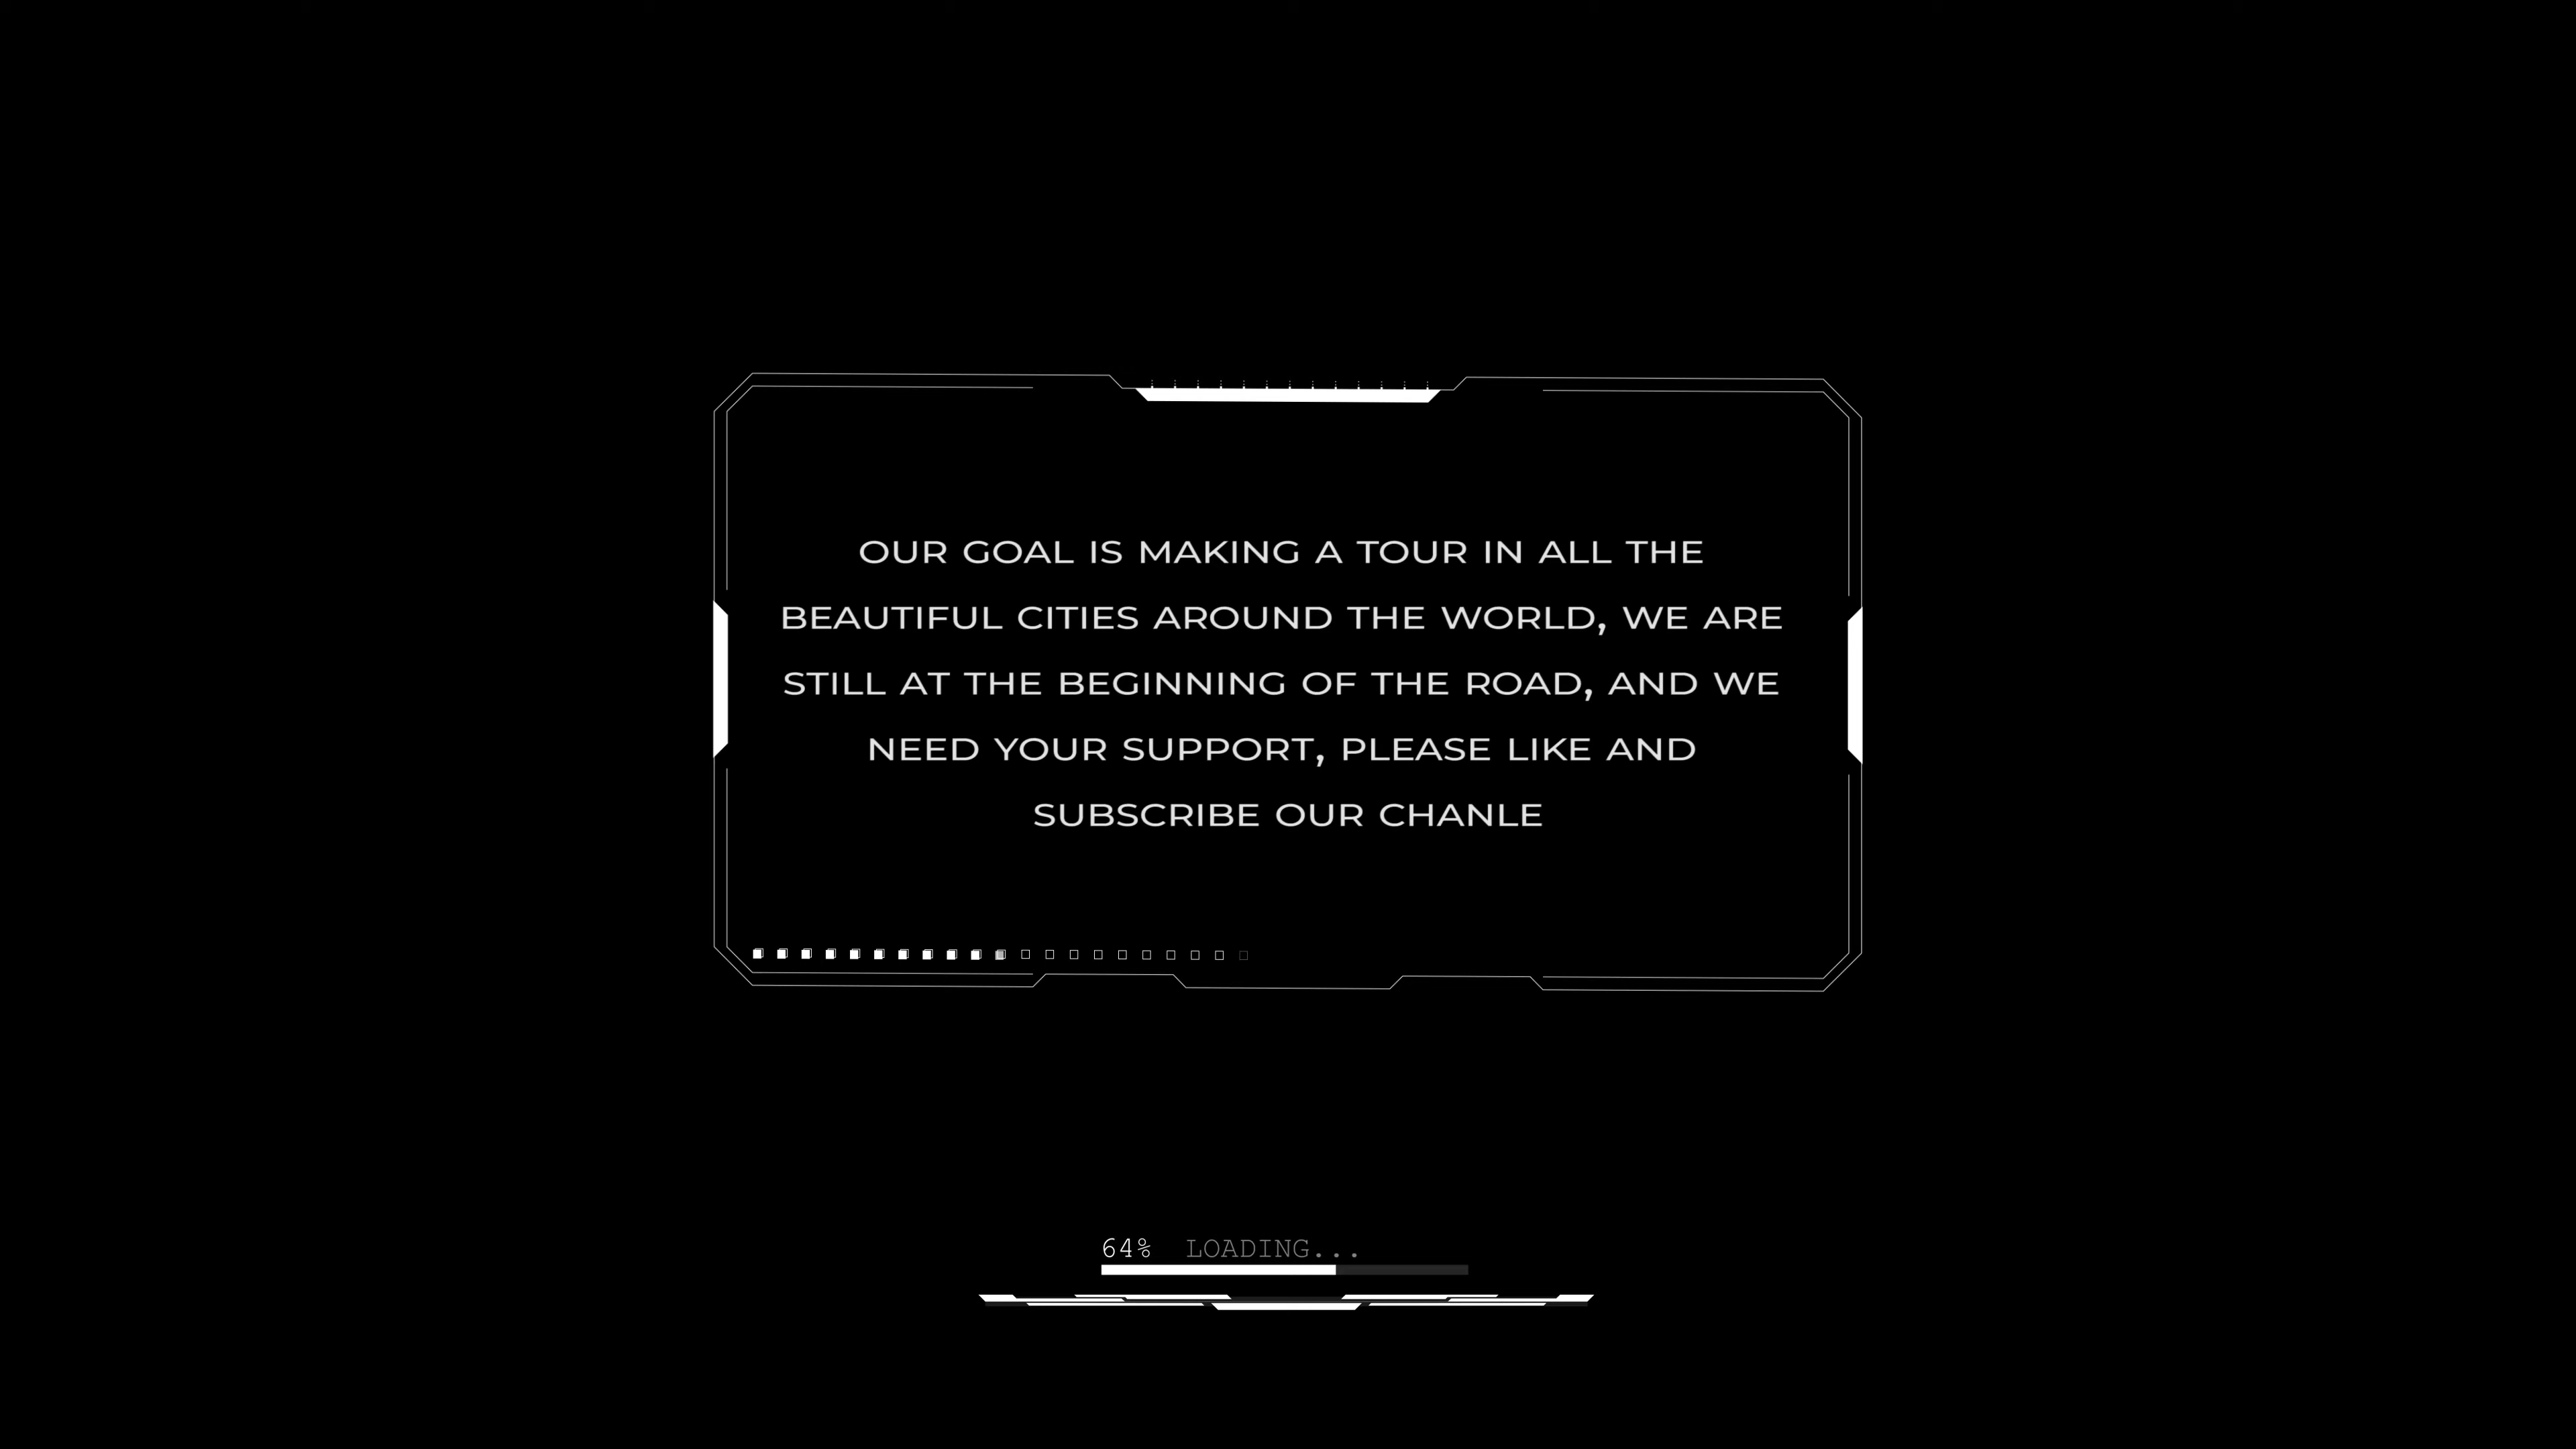 OUR GOAL IS MAKING A TOUR IN ALL THE
BEAUTIFUL CITIES AROUND THE WORLD, WE ARE
STILL AT THE BEGINNING OF THE ROAD, AND WE
NEED YOUR SUPPORT, PLEASE LIKE AND
SUBSCRIBE OUR CHANLE
64% LOADING...